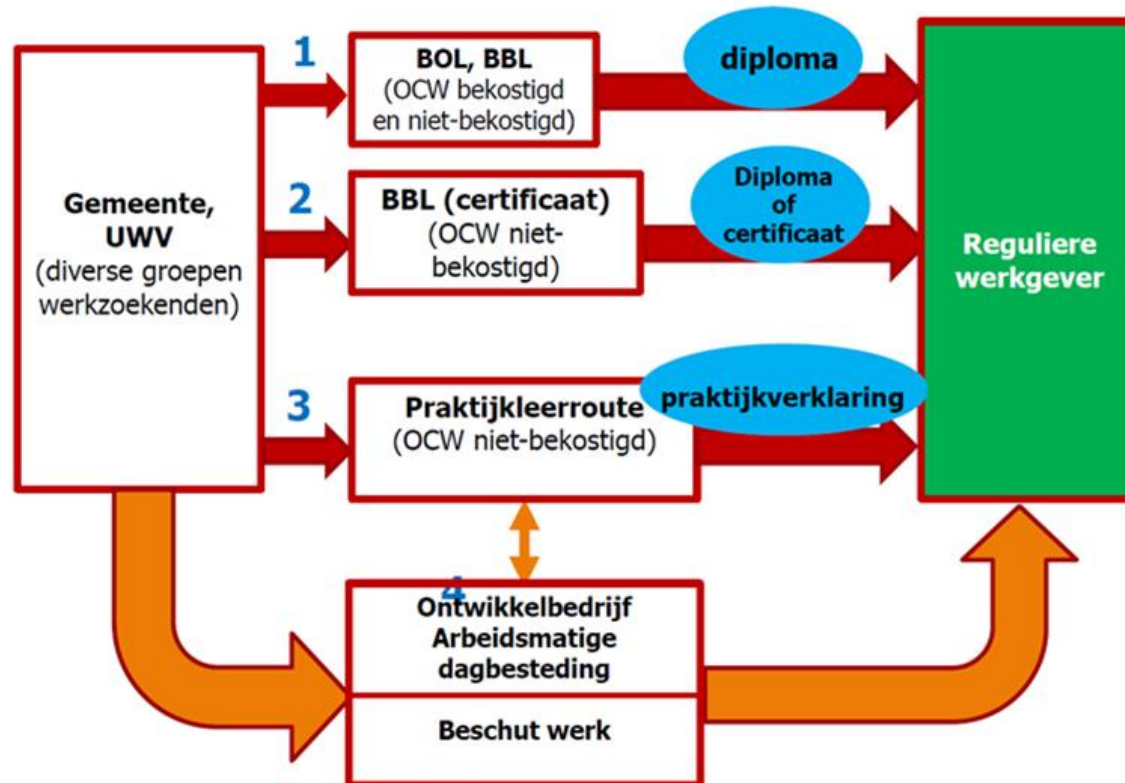 Gemeente,
UWV
(diverse groepen
werkzoekenden)
1
BOL, BBL
(OCW bekostigd
en niet-bekostigd)
diploma
2
BBL (certificaat)
(OCW niet-
bekostigd)
Diploma
of
certificaat
3
Praktijkleerroute
(OCW niet-bekostigd)
praktijkverklaring
4
Ontwikkelbedrijf
Arbeidsmatige
dagbesteding
Beschut werk
Reguliere
werkgever